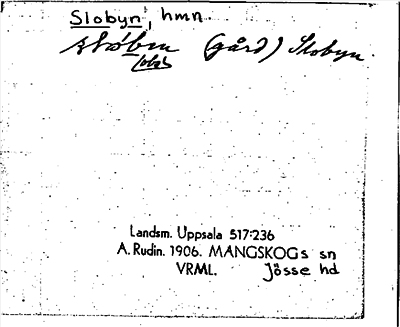 Slobyn, hmn.
(gård) Slobyn.
Landsm. Uppsala 517:236
A. Rudin. 1906. MANGSKOGs sn
VRML. Jösse hd